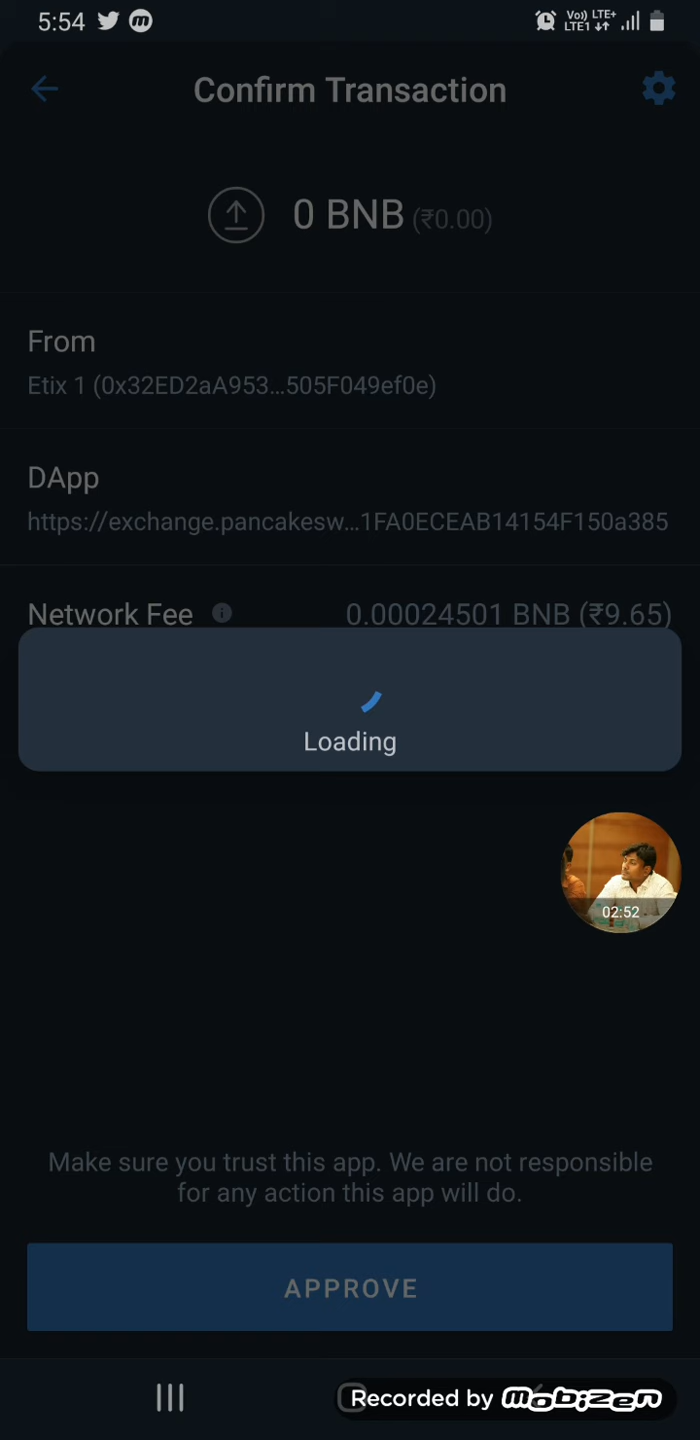 5:54
Vo)) LTE+
LTE1
Confirm Transaction
0 BNB (₹0.00)
From
Etix 1 (0x32ED2aA953...505F049ef0e)
DApp
https://exchange.pancakesw...1FA0ECEAB14154F150a385
Network Fee 0.00024501 BNB (₹9.65)
Loading
02:52
Make sure you trust this app. We are not responsible
for any action this app will do.
APPROVE
Recorded by mobizen